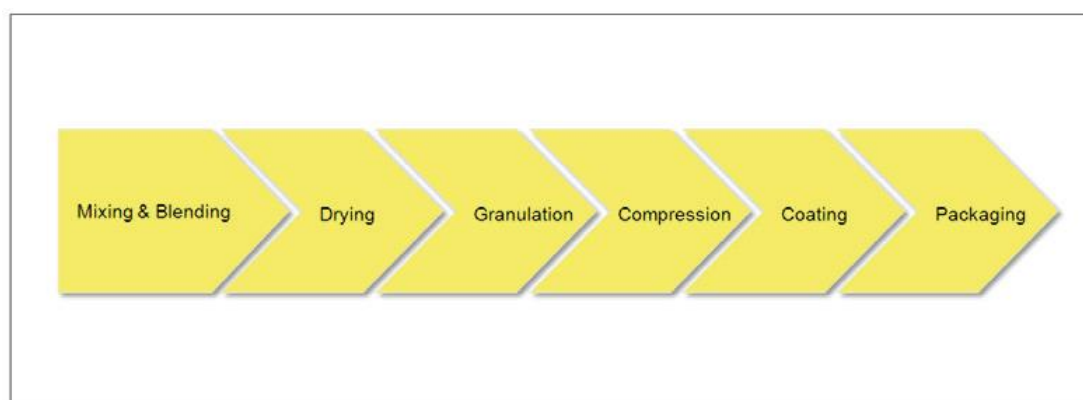 Mixing & Blending
Drying
Granulation
Compression
Coating
Packaging